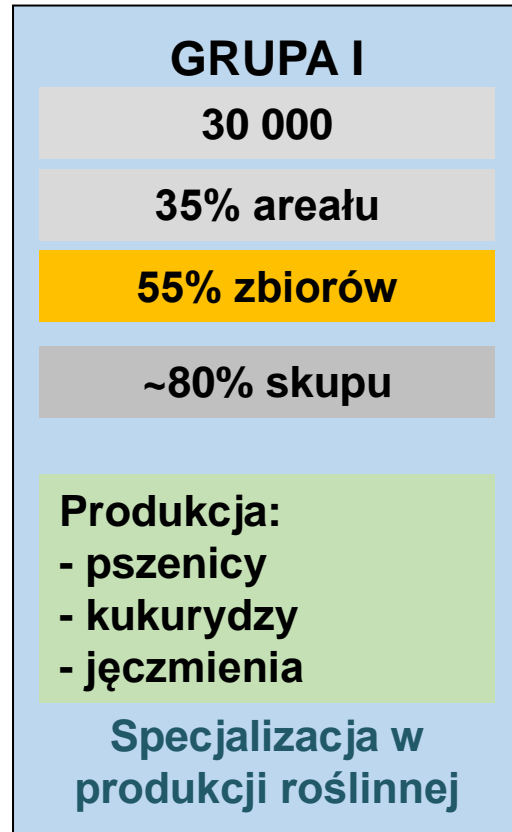 GRUPA I
30 000
35% areału
55% zbiorów
~80% skupu
Produkcja:
- pszenicy
- kukurydzy
- jęczmienia
Specjalizacja w
produkcji roślinnej